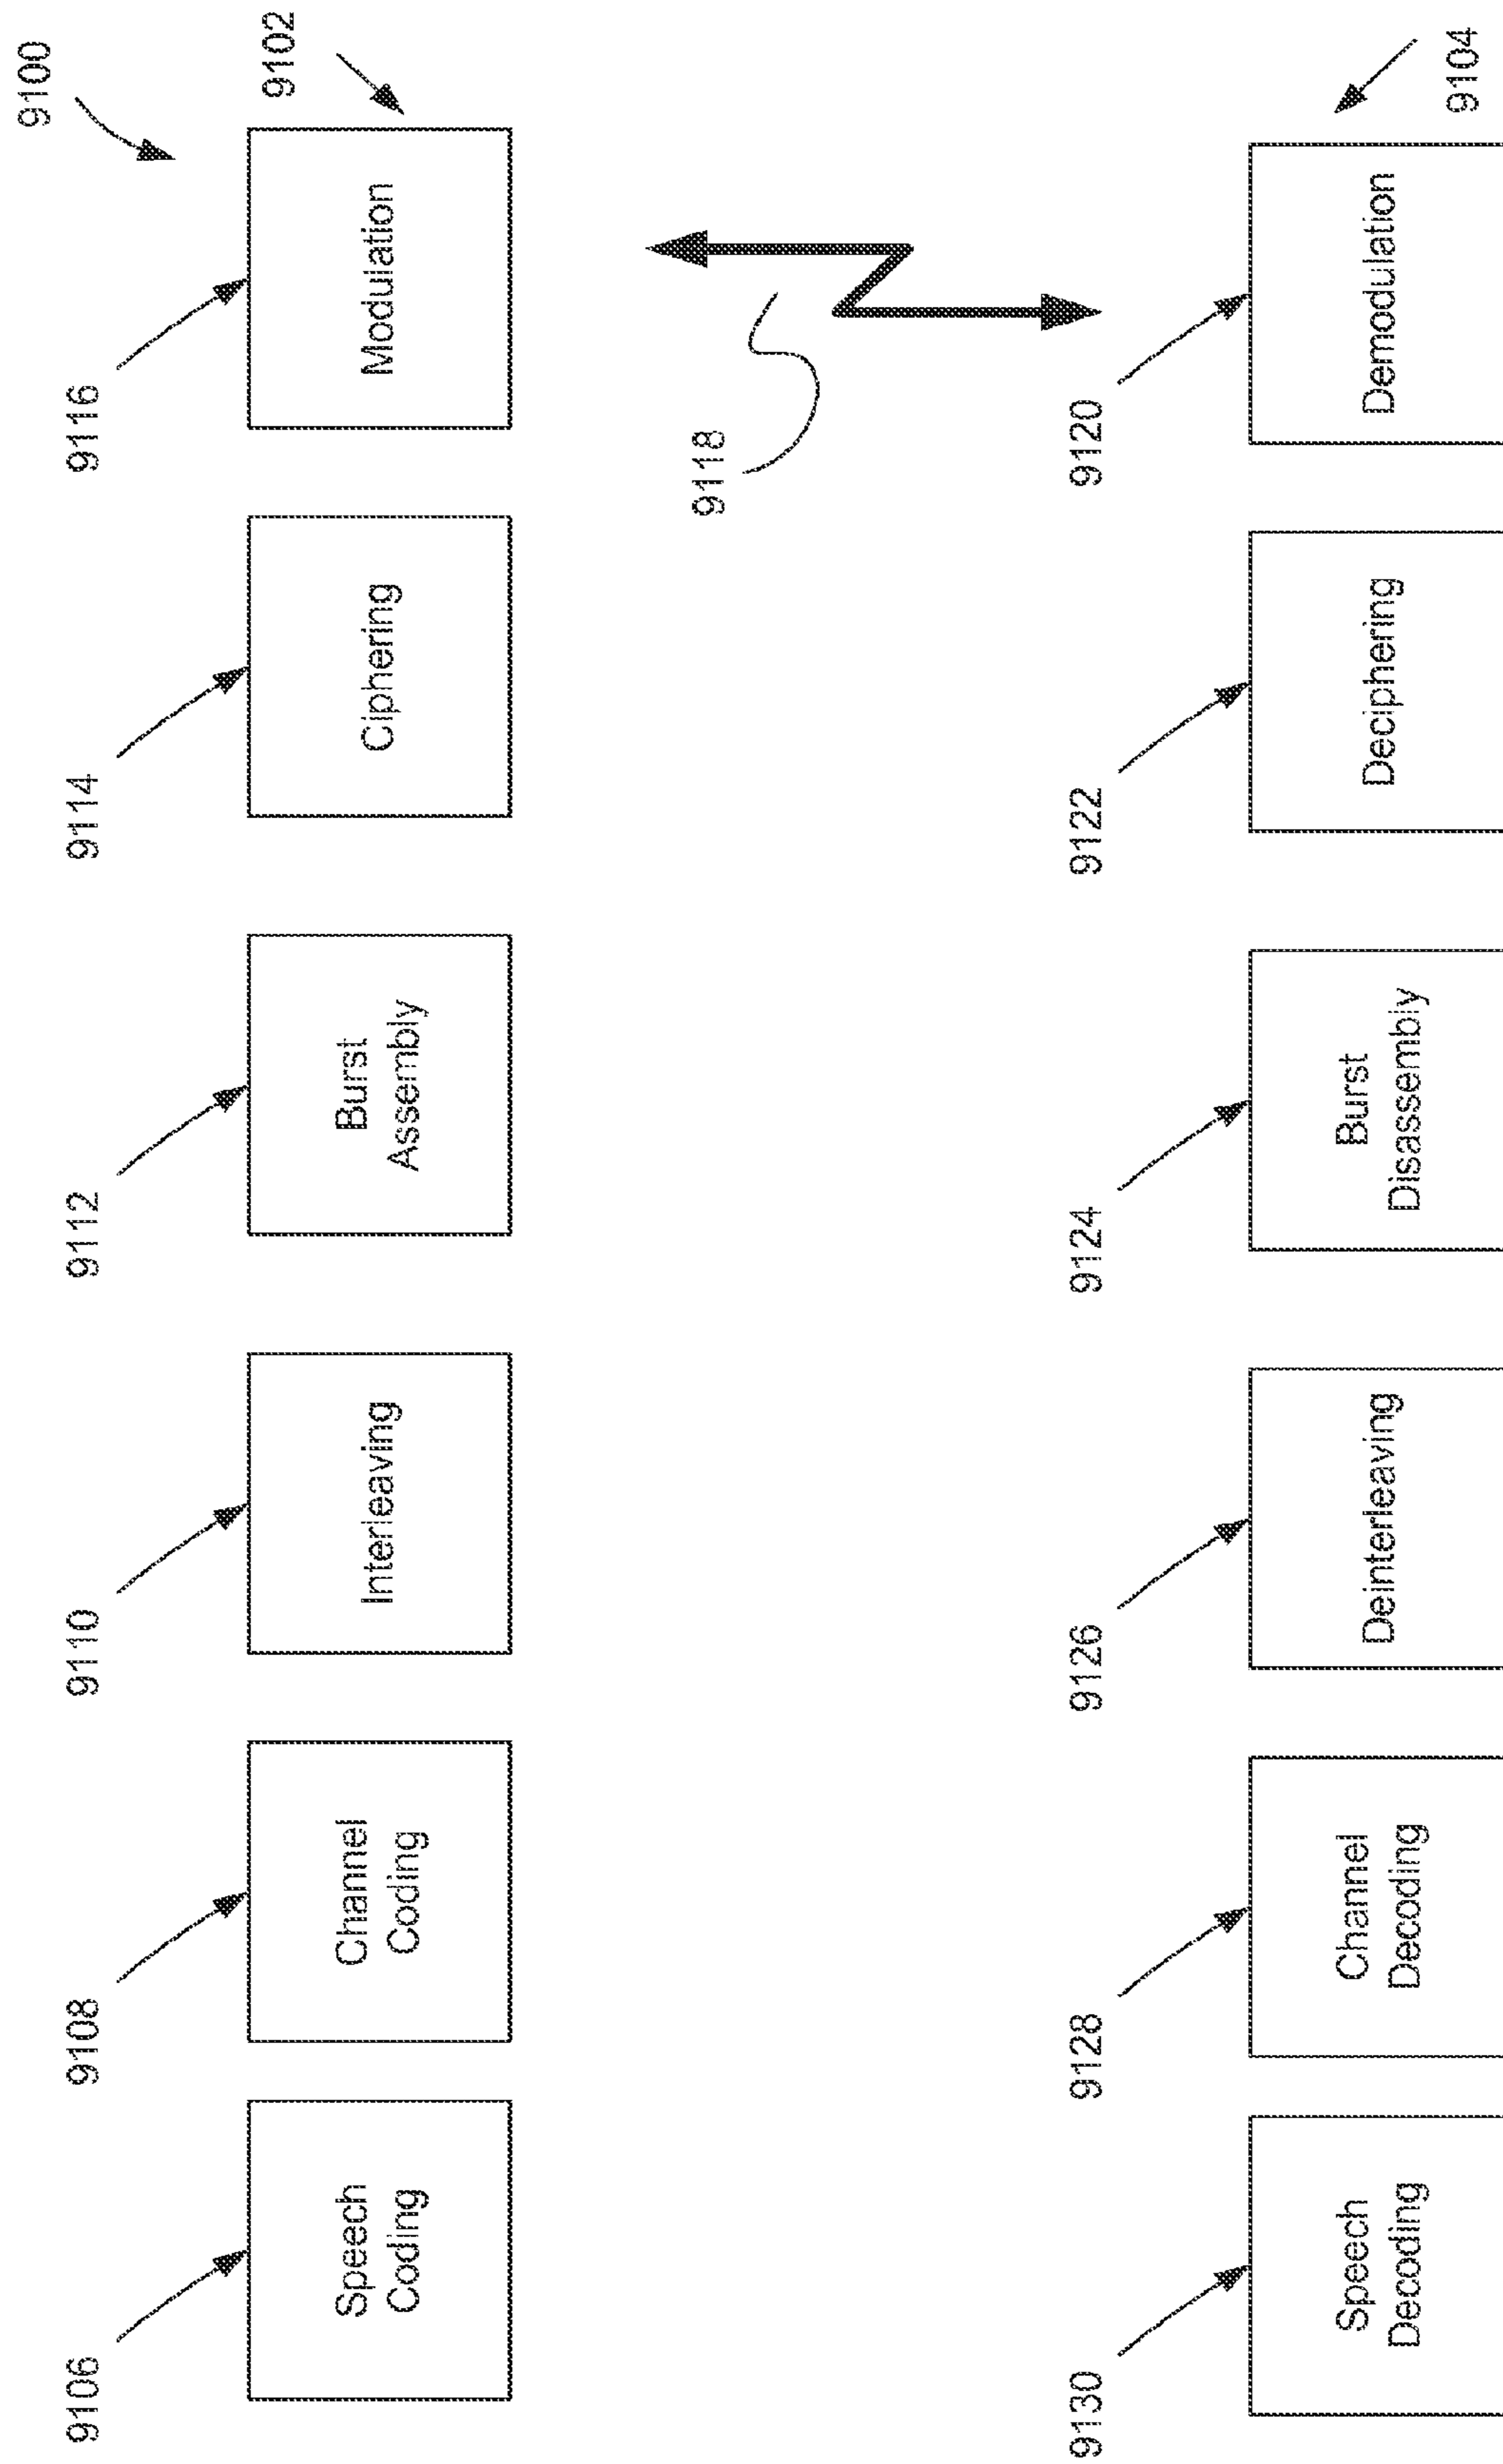 9100
9102
9106
9108
9110
9112
9114
9116
Speech
Coding
Channel
Coding
Interleaving
Burst
Assembly
Ciphering
Modulation
9118
9130
9128
9126
9124
9122
9120
Speech
Decoding
Channel
Decoding
Deinterleaving
Burst
Disassembly
Deciphering
Demodulation
9104